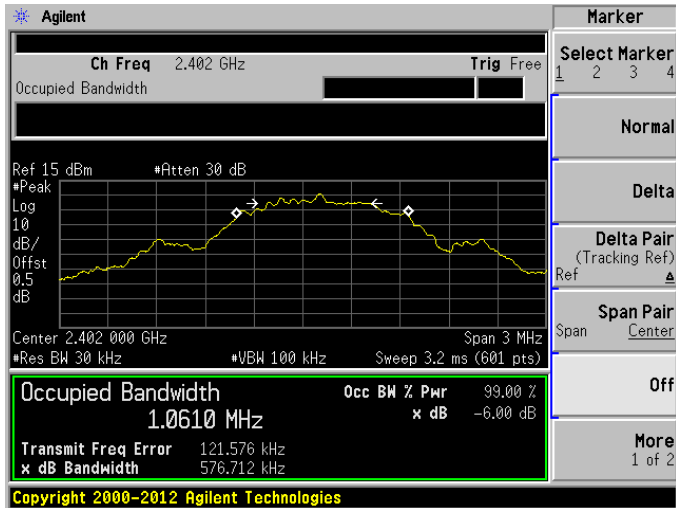 Agilent
Marker
Ch Freq 2.402 GHz Trig Free
Occupied Bandwidth
Select Marker
1 2 3 4
Normal
Delta
Delta Pair
(Tracking Ref)
Ref Δ
Span Pair
Span Center
Off
More
1 of 2
Ref 15 dBm #Atten 30 dB
#Peak
Log
10
dB/
Offst
0.5
dB
Center 2.402 000 GHz Span 3 MHz
#Res BW 30 kHz #VBW 100 kHz Sweep 3.2 ms (601 pts)
Occupied Bandwidth Occ BW % Pwr 99.00 %
1.0610 MHz x dB -6.00 dB
Transmit Freq Error 121.576 kHz
x dB Bandwidth 576.712 kHz
Copyright 2000-2012 Agilent Technologies